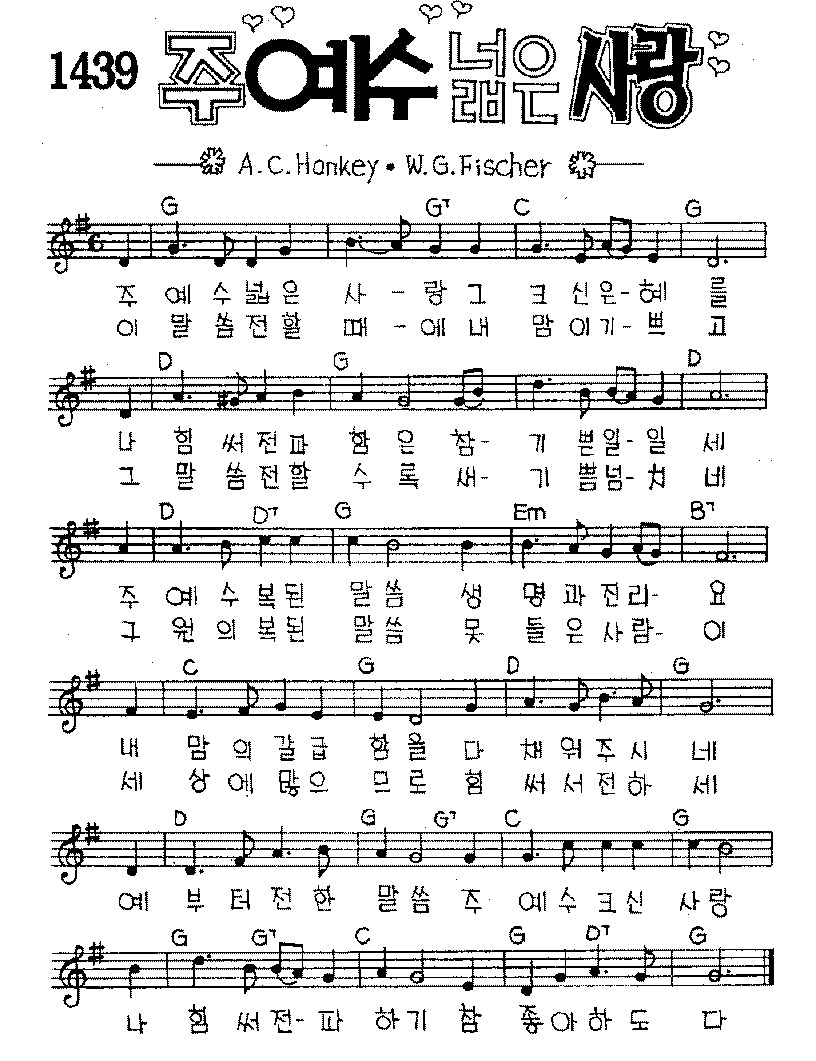 1439 주 예수 넓은 사랑
A.C.Hankey • W.G.Fischer
G G7 C G
주 예 수 넓 은 사 - 랑 그 크 신 은 - 혜 를
이 말 씀 전 할 때 - 에 내 맘 이 기 - 쁘 고
D G D
나 힘 써 전 파 함 은 참 - 기 쁜 일 - 일 세
그 말 씀 전 할 수 록 새 - 기 쁨 넘 - 치 네
D D7 G Em B7
주 예 수 복 된 말 씀 생 명 과 진 리 - 요
그 원 의 복 된 말 씀 못 들 은 사 람 - 이
C G D G
내 맘 의 갈 급 함 을 다 채 워 주 시 네
세 상 에 많 으 므 로 힘 써 서 전 하 세
D G G7 C G
예 부 터 전 한 말 씀 주 예 수 크 신 사 랑
G G7 C G D7 G
나 힘 써 전 - 파 하 기 참 좋 아 하 도 다